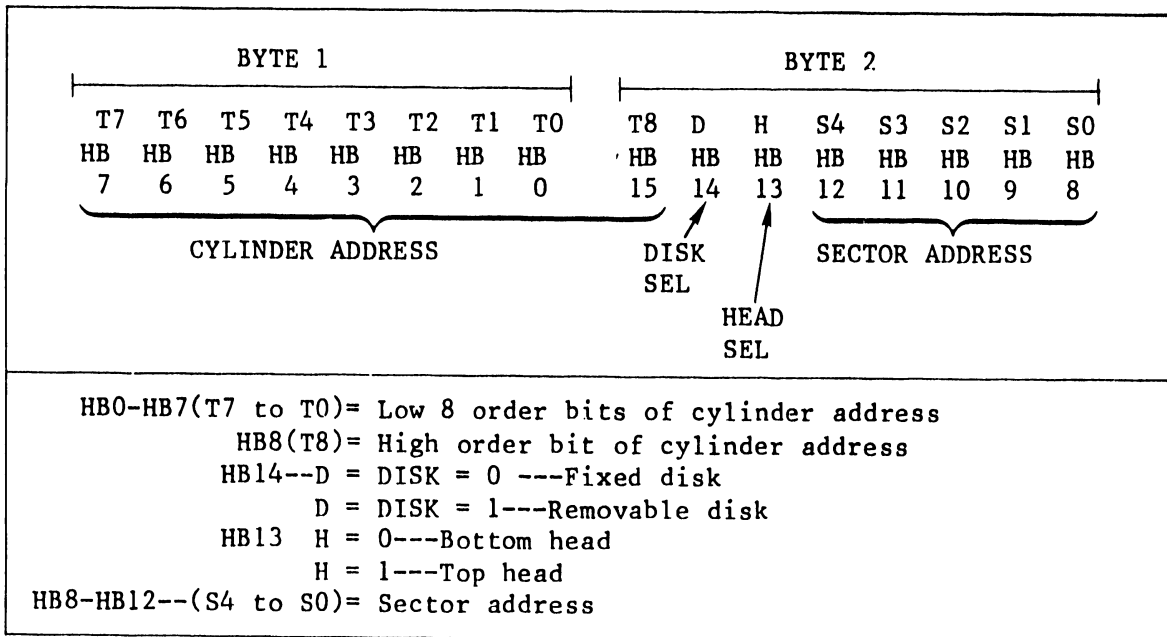 BYTE 1 BYTE 2
T7 T6 T5 T4 T3 T2 T1 T0 T8 D H S4 S3 S2 S1 S0
HB HB HB HB HB HB HB HB HB HB HB HB HB HB HB HB
7 6 5 4 3 2 1 0 15 14 13 12 11 10 9 8
CYLINDER ADDRESS DISK SECTOR ADDRESS
SEL
HEAD
SEL
HB0-HB7(T7 to T0)= Low 8 order bits of cylinder address
HB8(T8)= High order bit of cylinder address
HB14--D = DISK = 0 ---Fixed disk
D = DISK = 1---Removable disk
HB13 H = 0---Bottom head
H = 1---Top head
HB8-HB12--(S4 to S0)= Sector address